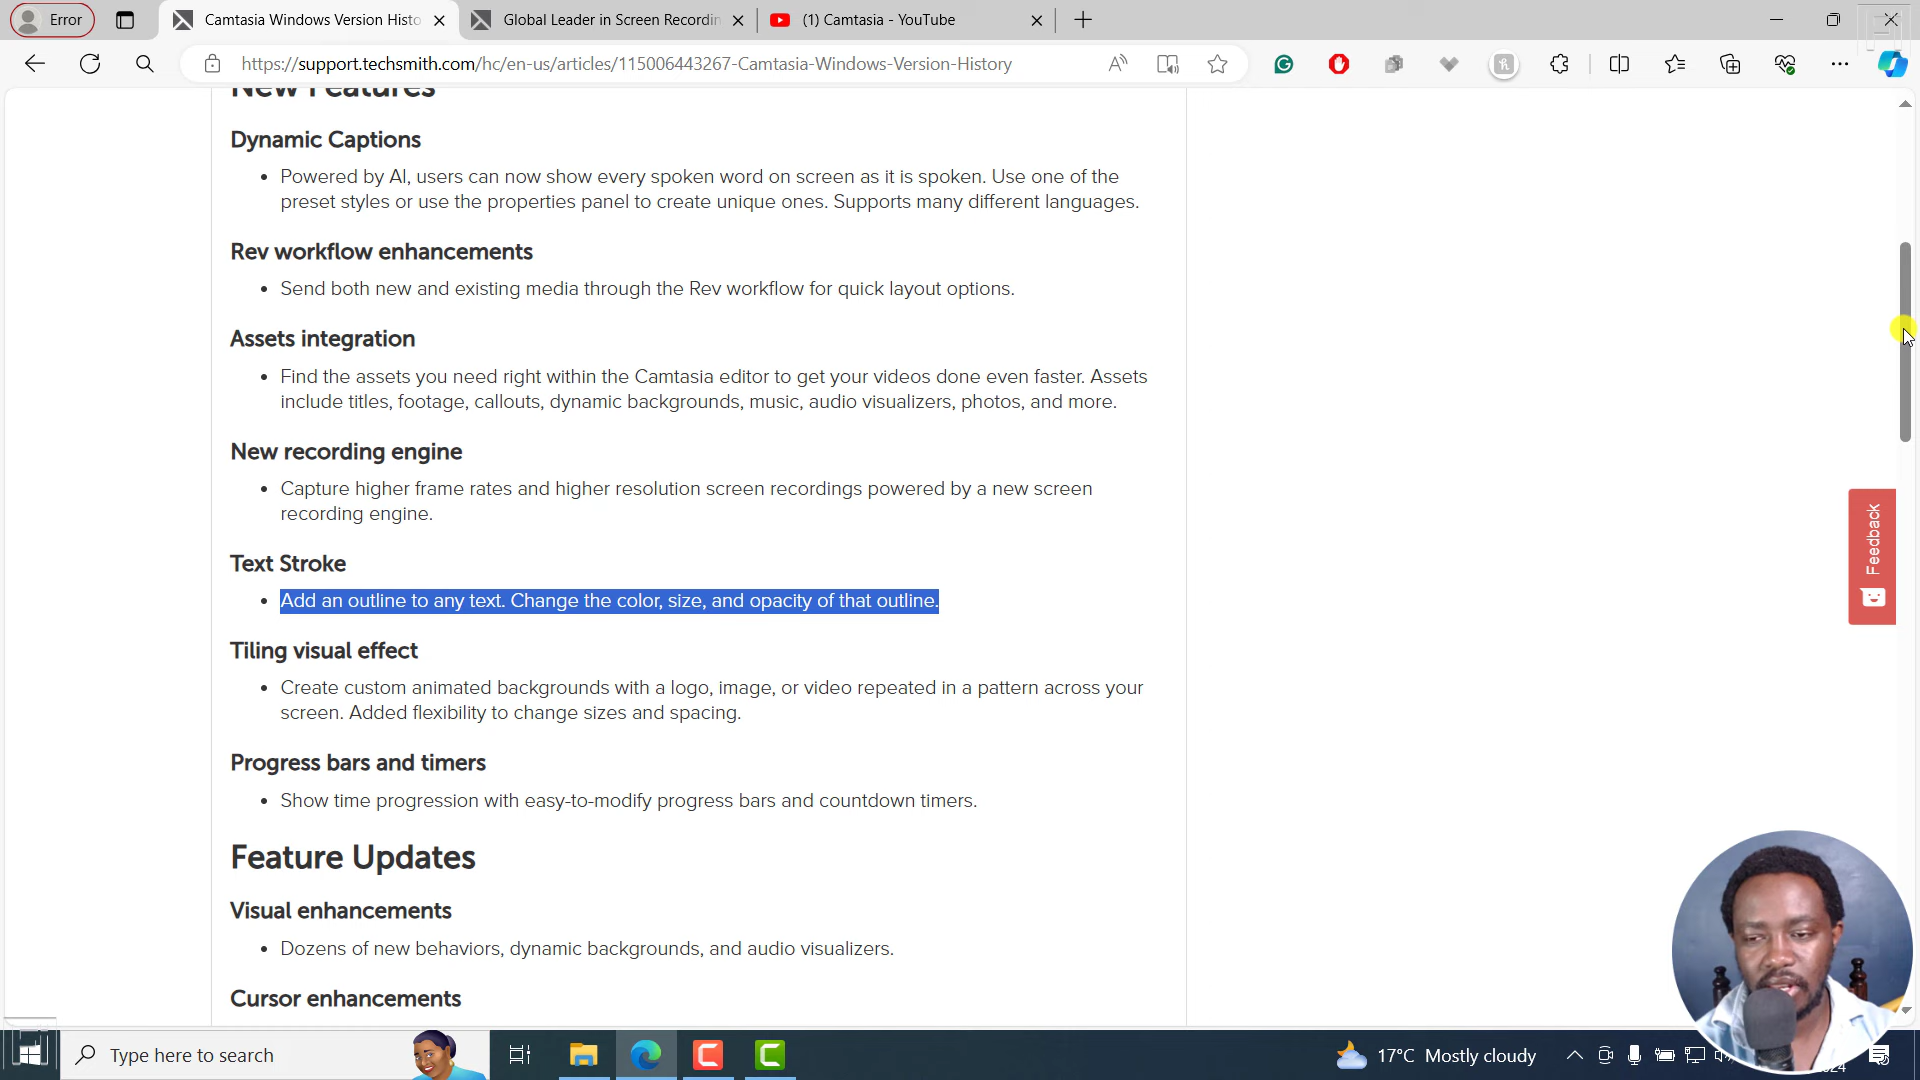 Error
Camtasia Windows Version Histo
Global Leader in Screen Recordin
(1) Camtasia - YouTube
https://support.techsmith.com/hc/en-us/articles/115006443267-Camtasia-Windows-Version-History
New Features
Dynamic Captions
• Powered by AI, users can now show every spoken word on screen as it is spoken. Use one of the
preset styles or use the properties panel to create unique ones. Supports many different languages.
Rev workflow enhancements
• Send both new and existing media through the Rev workflow for quick layout options.
Assets integration
• Find the assets you need right within the Camtasia editor to get your videos done even faster. Assets
include titles, footage, callouts, dynamic backgrounds, music, audio visualizers, photos, and more.
New recording engine
• Capture higher frame rates and higher resolution screen recordings powered by a new screen
recording engine.
Text Stroke
• Add an outline to any text. Change the color, size, and opacity of that outline.
Tiling visual effect
• Create custom animated backgrounds with a logo, image, or video repeated in a pattern across your
screen. Added flexibility to change sizes and spacing.
Progress bars and timers
• Show time progression with easy-to-modify progress bars and countdown timers.
Feature Updates
Visual enhancements
• Dozens of new behaviors, dynamic backgrounds, and audio visualizers.
Cursor enhancements
Feedback
Type here to search
17°C Mostly cloudy